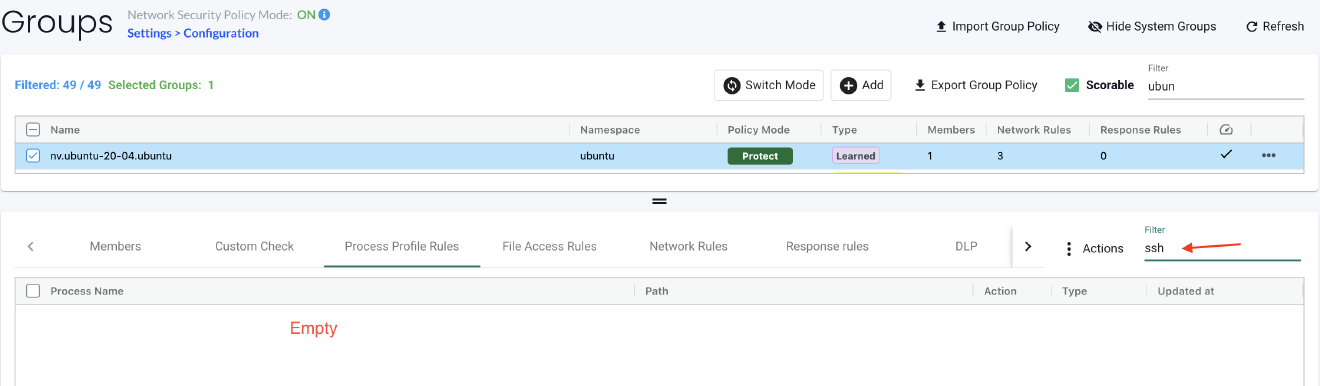 Groups
Network Security Policy Mode: ON
Settings > Configuration
Import Group Policy
Hide System Groups
Refresh
Filtered: 49 / 49 Selected Groups: 1
Switch Mode
Add
Export Group Policy
Scorable
Filter
ubun
Name Namespace Policy Mode Type Members Network Rules Response Rules
nv.ubuntu-20-04.ubuntu ubuntu Protect Learned 1 3 0
Members Custom Check Process Profile Rules File Access Rules Network Rules Response rules DLP
Actions
Filter
ssh
Process Name Path Action Type Updated at
Empty